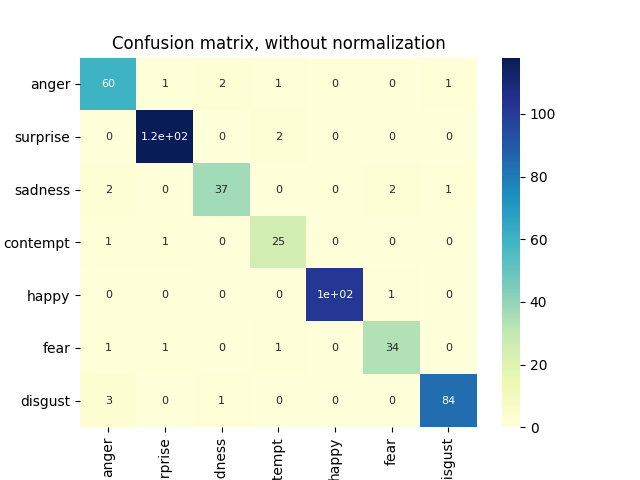 Confusion matrix, without normalization
anger 60 1 2 1 0 0 1
surprise 0 1.2e+02 0 2 0 0 0
sadness 2 0 37 0 0 2 1
contempt 1 1 0 25 0 0 0
happy 0 0 0 0 1e+02 1 0
fear 1 1 0 1 0 34 0
disgust 3 0 1 0 0 0 84
anger rprise dness tempt happy fear isgust
100
80
60
40
20
0